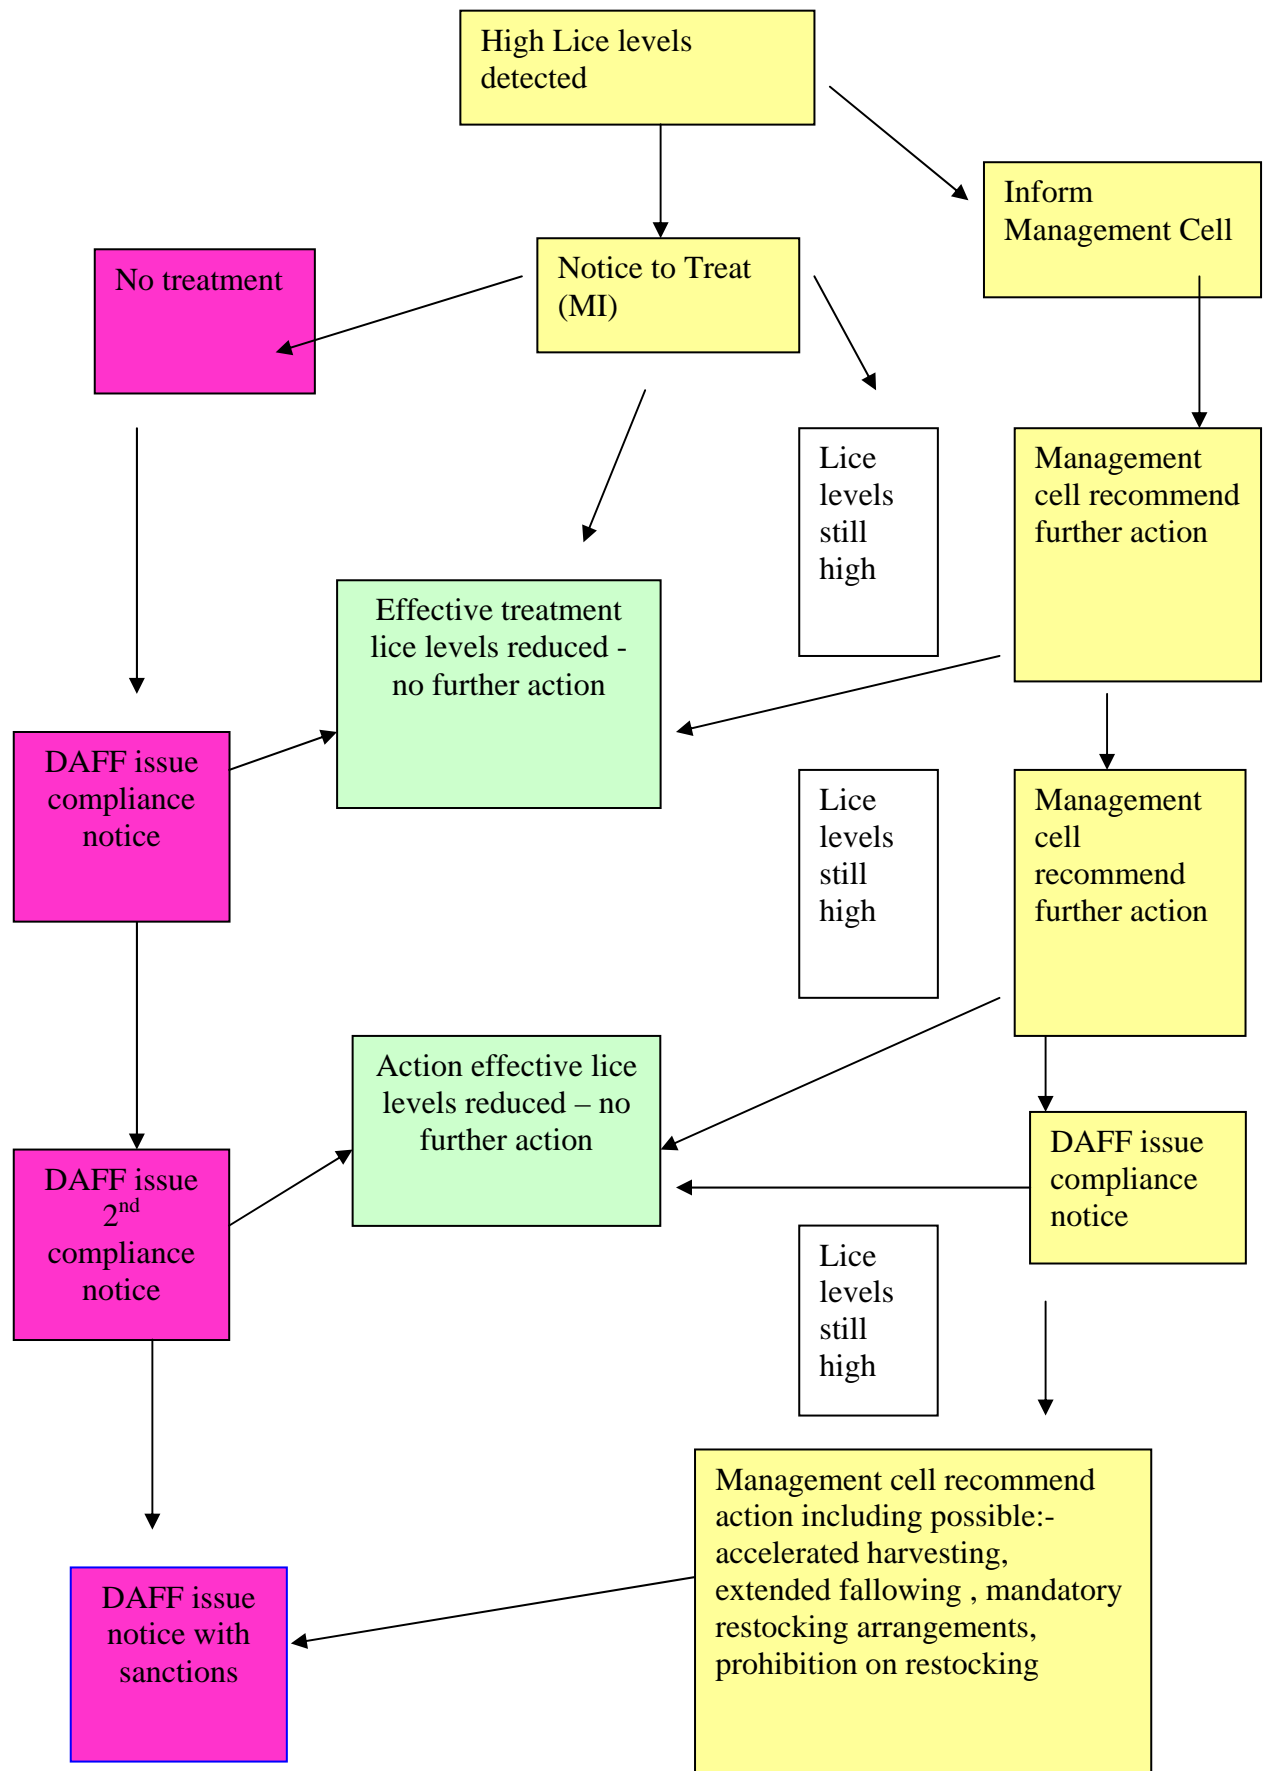 High Lice levels
detected
Inform
Management Cell
No treatment
Notice to Treat
(MI)
Lice
levels
still
high
Management
cell recommend
further action
Effective treatment
lice levels reduced -
no further action
DAFF issue
compliance
notice
Lice
levels
still
high
Management
cell
recommend
further action
Action effective lice
levels reduced – no
further action
DAFF issue
compliance
notice
DAFF issue
2nd
compliance
notice
Lice
levels
still
high
Management cell recommend
action including possible:-
accelerated harvesting,
extended fallowing , mandatory
restocking arrangements,
prohibition on restocking
DAFF issue
notice with
sanctions